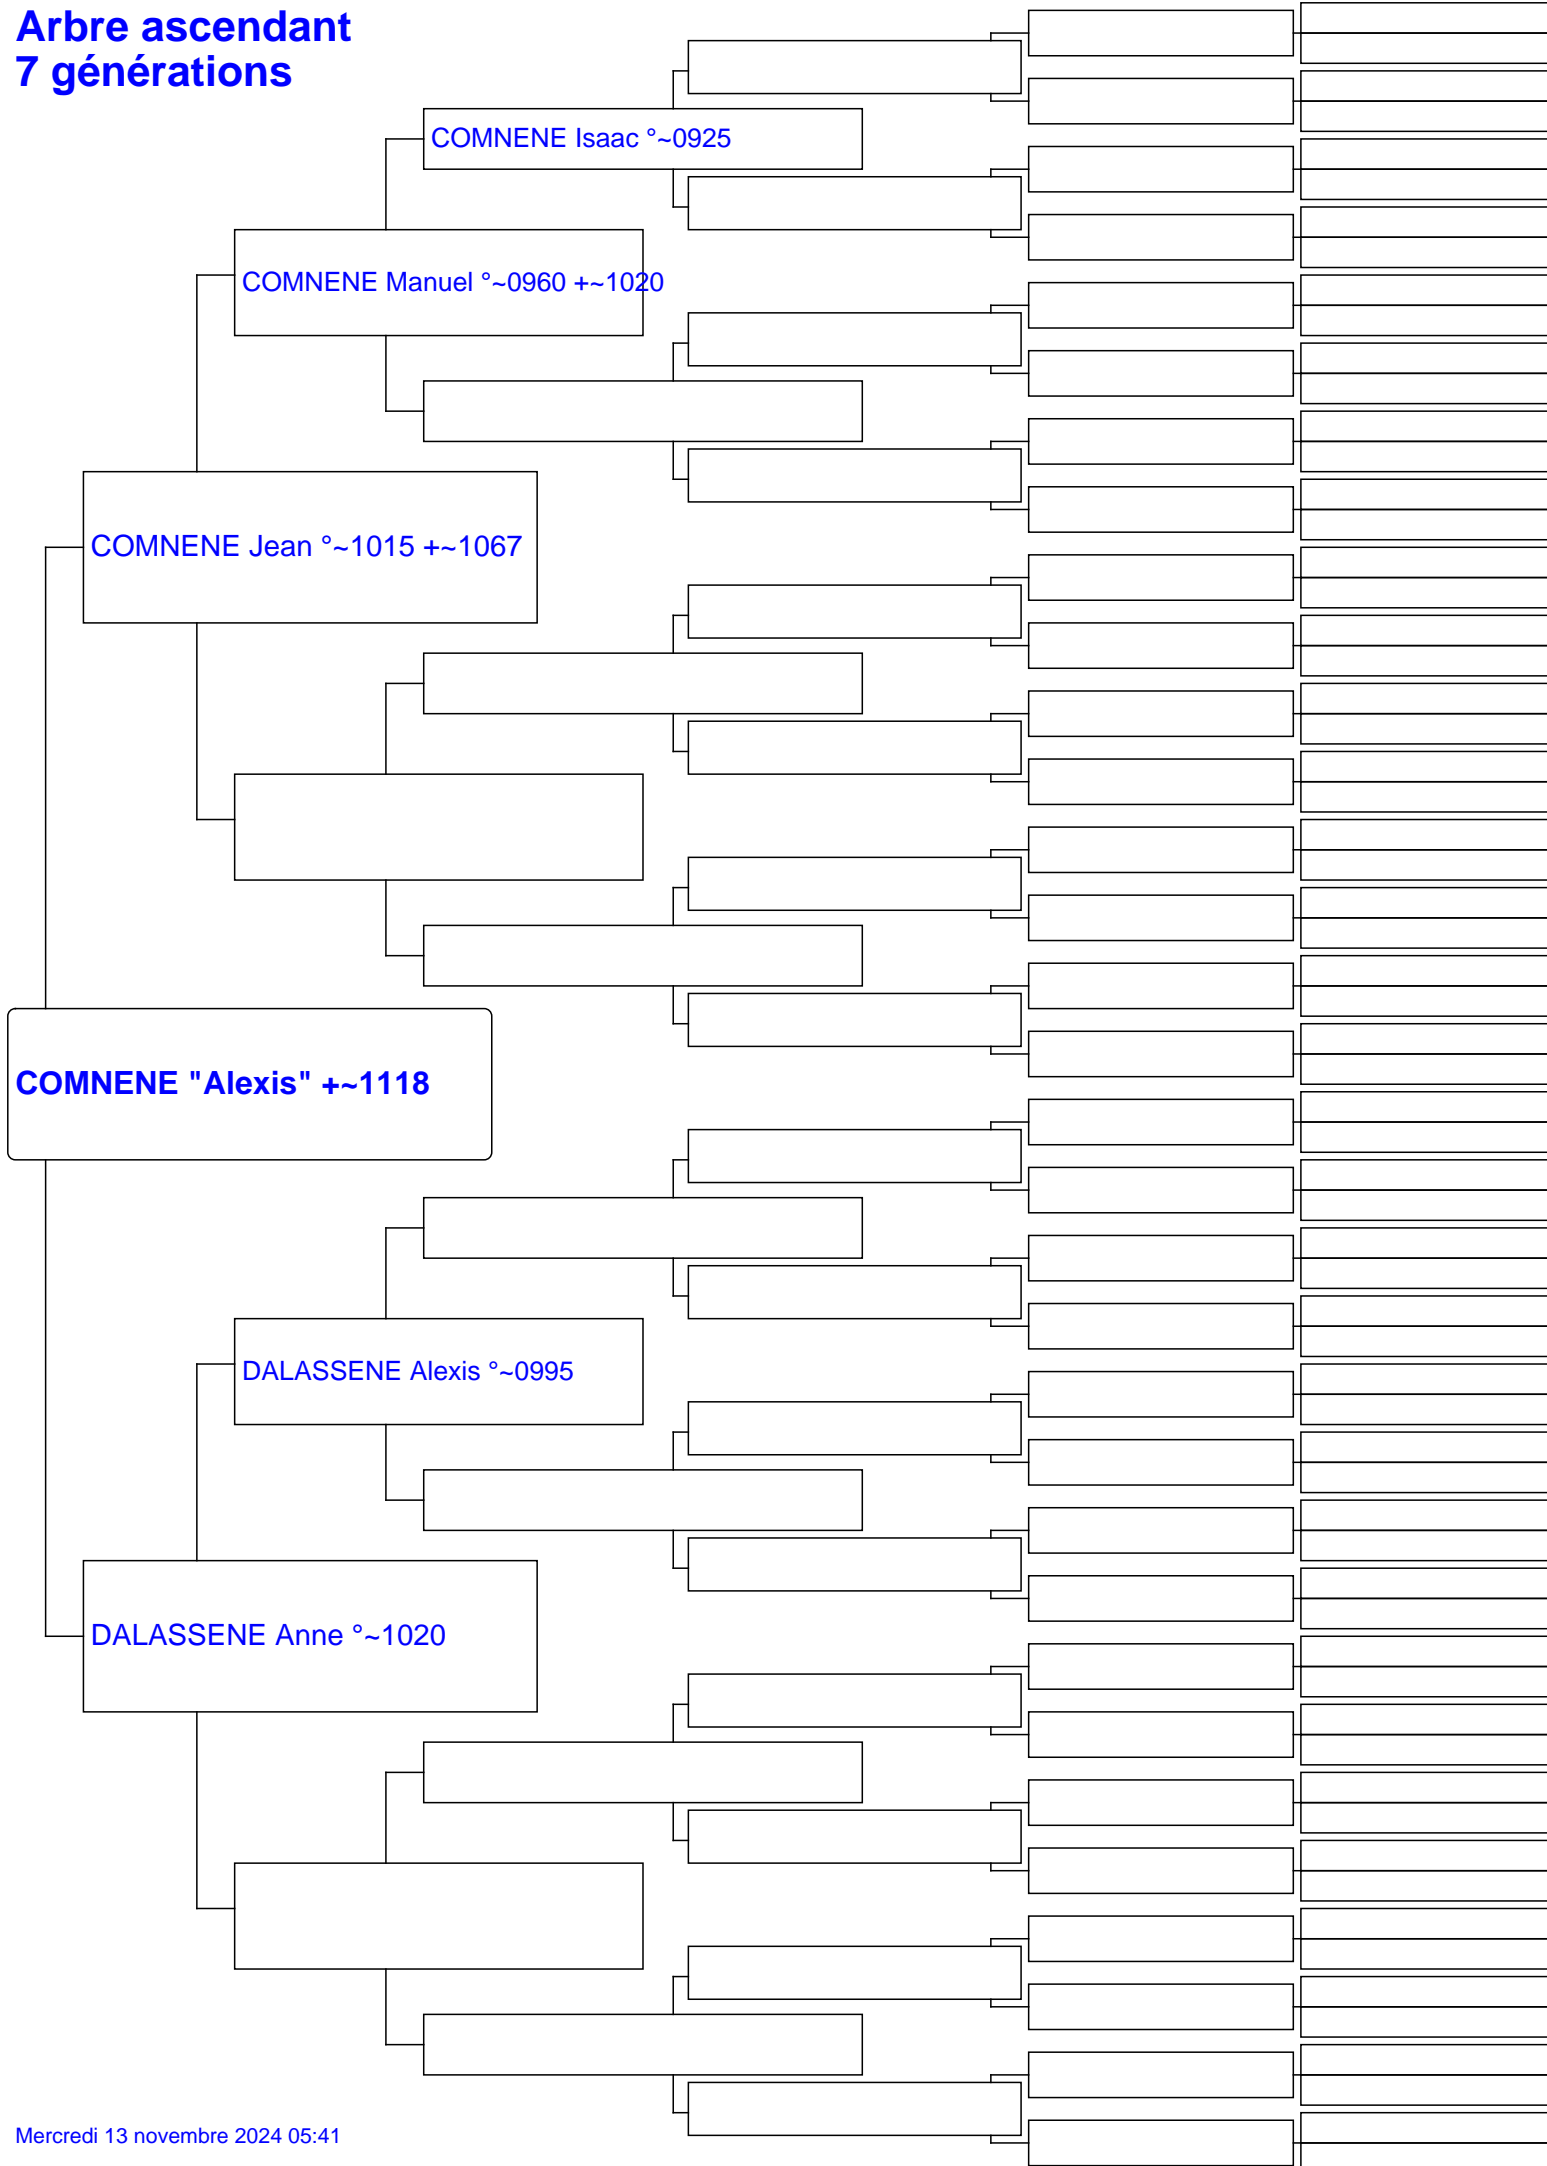 Arbre ascendant
7 générations
COMNENE Isaac °~0925
COMNENE Manuel °~0960 +~1020
COMNENE Jean °~1015 +~1067
COMNENE "Alexis" +~1118
DALASSENE Alexis °~0995
DALASSENE Anne °~1020
Mercredi 13 novembre 2024 05:41